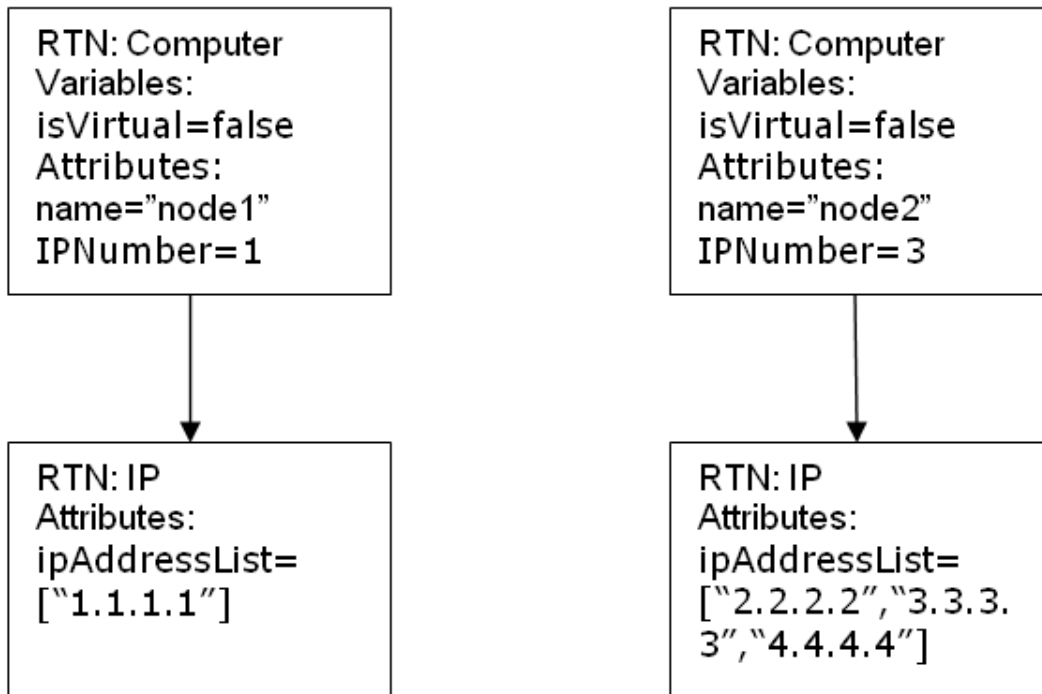 RTN: Computer
Variables:
isVirtual=false
Attributes:
name=”node1”
IPNumber=1
RTN: Computer
Variables:
isVirtual=false
Attributes:
name=”node2”
IPNumber=3
RTN: IP
Attributes:
ipAddressList=
[“1.1.1.1”]
RTN: IP
Attributes:
ipAddressList=
[“2.2.2.2”,“3.3.3.
3”,“4.4.4.4”]